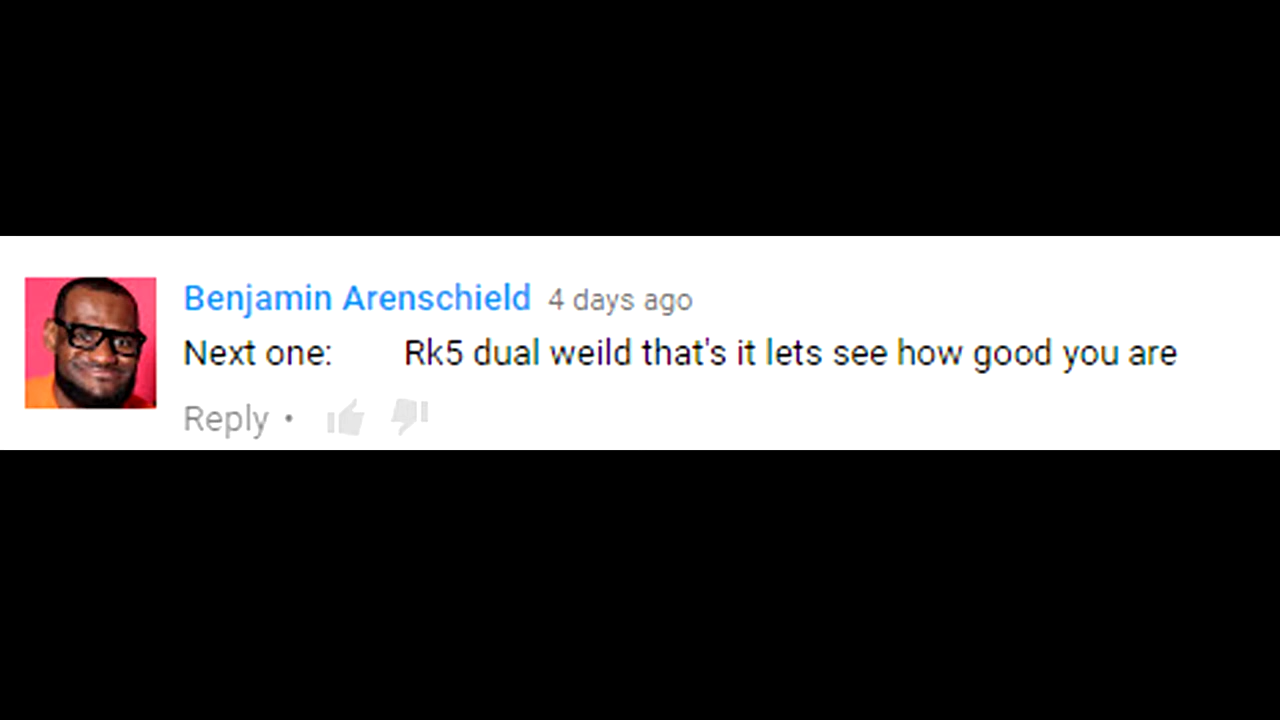 Benjamin Arenschield 4 days ago
Next one: Rk5 dual weild that's it lets see how good you are
Reply •